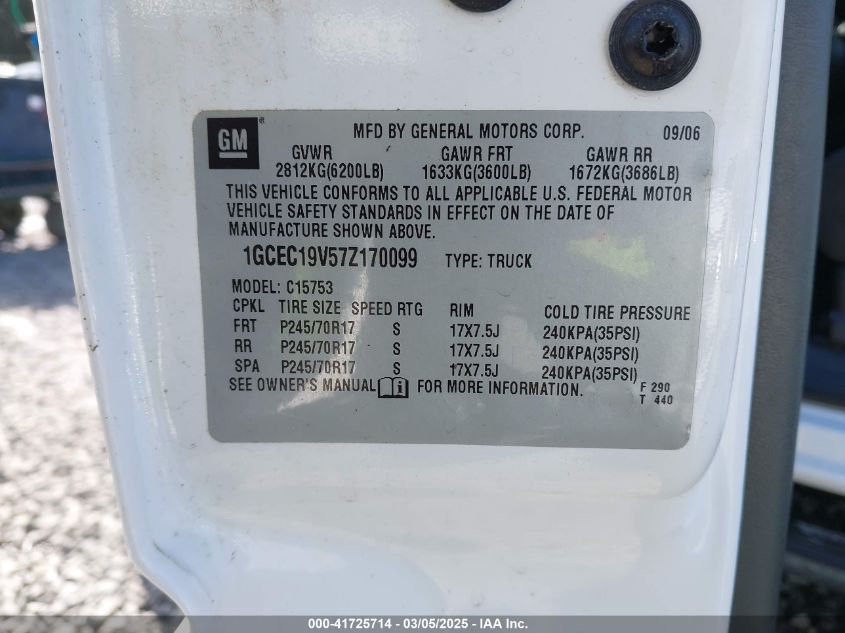 GM ® MFD BY GENERAL MOTORS CORP. 09/06
GVWR GAWR FRT GAWR RR
2812KG(6200LB) 1633KG(3600LB) 1672KG(3686LB)
THIS VEHICLE CONFORMS TO ALL APPLICABLE U.S. FEDERAL MOTOR
VEHICLE SAFETY STANDARDS IN EFFECT ON THE DATE OF
MANUFACTURE SHOWN ABOVE.
1GCEC19V57Z170099 TYPE: TRUCK
MODEL: C15753
CPKL TIRE SIZE SPEED RTG RIM COLD TIRE PRESSURE
FRT P245/70R17 S 17X7.5J 240KPA(35PSI)
RR P245/70R17 S 17X7.5J 240KPA(35PSI)
SPA P245/70R17 S 17X7.5J 240KPA(35PSI)
SEE OWNER'S MANUAL i FOR MORE INFORMATION. F 290
T 440
000-41725714 - 03/05/2025 - IAA Inc.